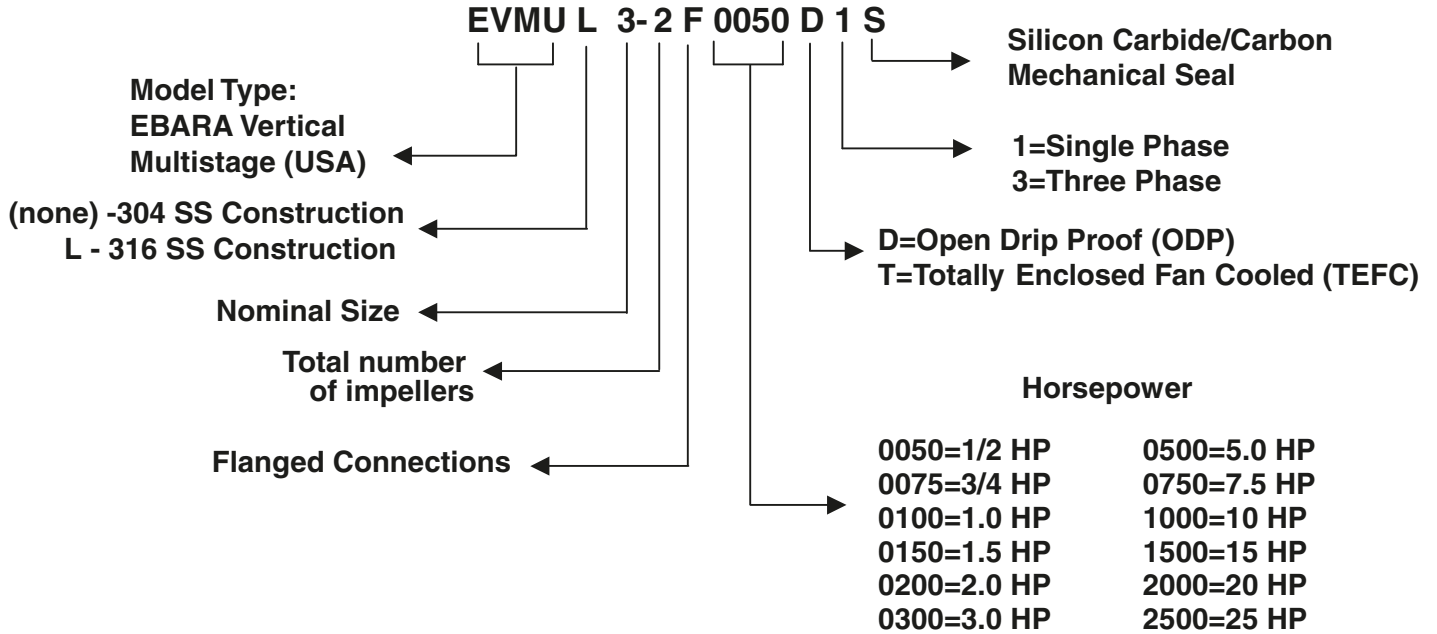 EVMU L 3- 2 F 0050 D 1 S
Silicon Carbide/Carbon
Mechanical Seal
Model Type:
EBARA Vertical
Multistage (USA)
1=Single Phase
3=Three Phase
(none) -304 SS Construction
L - 316 SS Construction
D=Open Drip Proof (ODP)
T=Totally Enclosed Fan Cooled (TEFC)
Nominal Size
Total number
of impellers
Flanged Connections
Horsepower
0050=1/2 HP
0075=3/4 HP
0100=1.0 HP
0150=1.5 HP
0200=2.0 HP
0300=3.0 HP
0500=5.0 HP
0750=7.5 HP
1000=10 HP
1500=15 HP
2000=20 HP
2500=25 HP